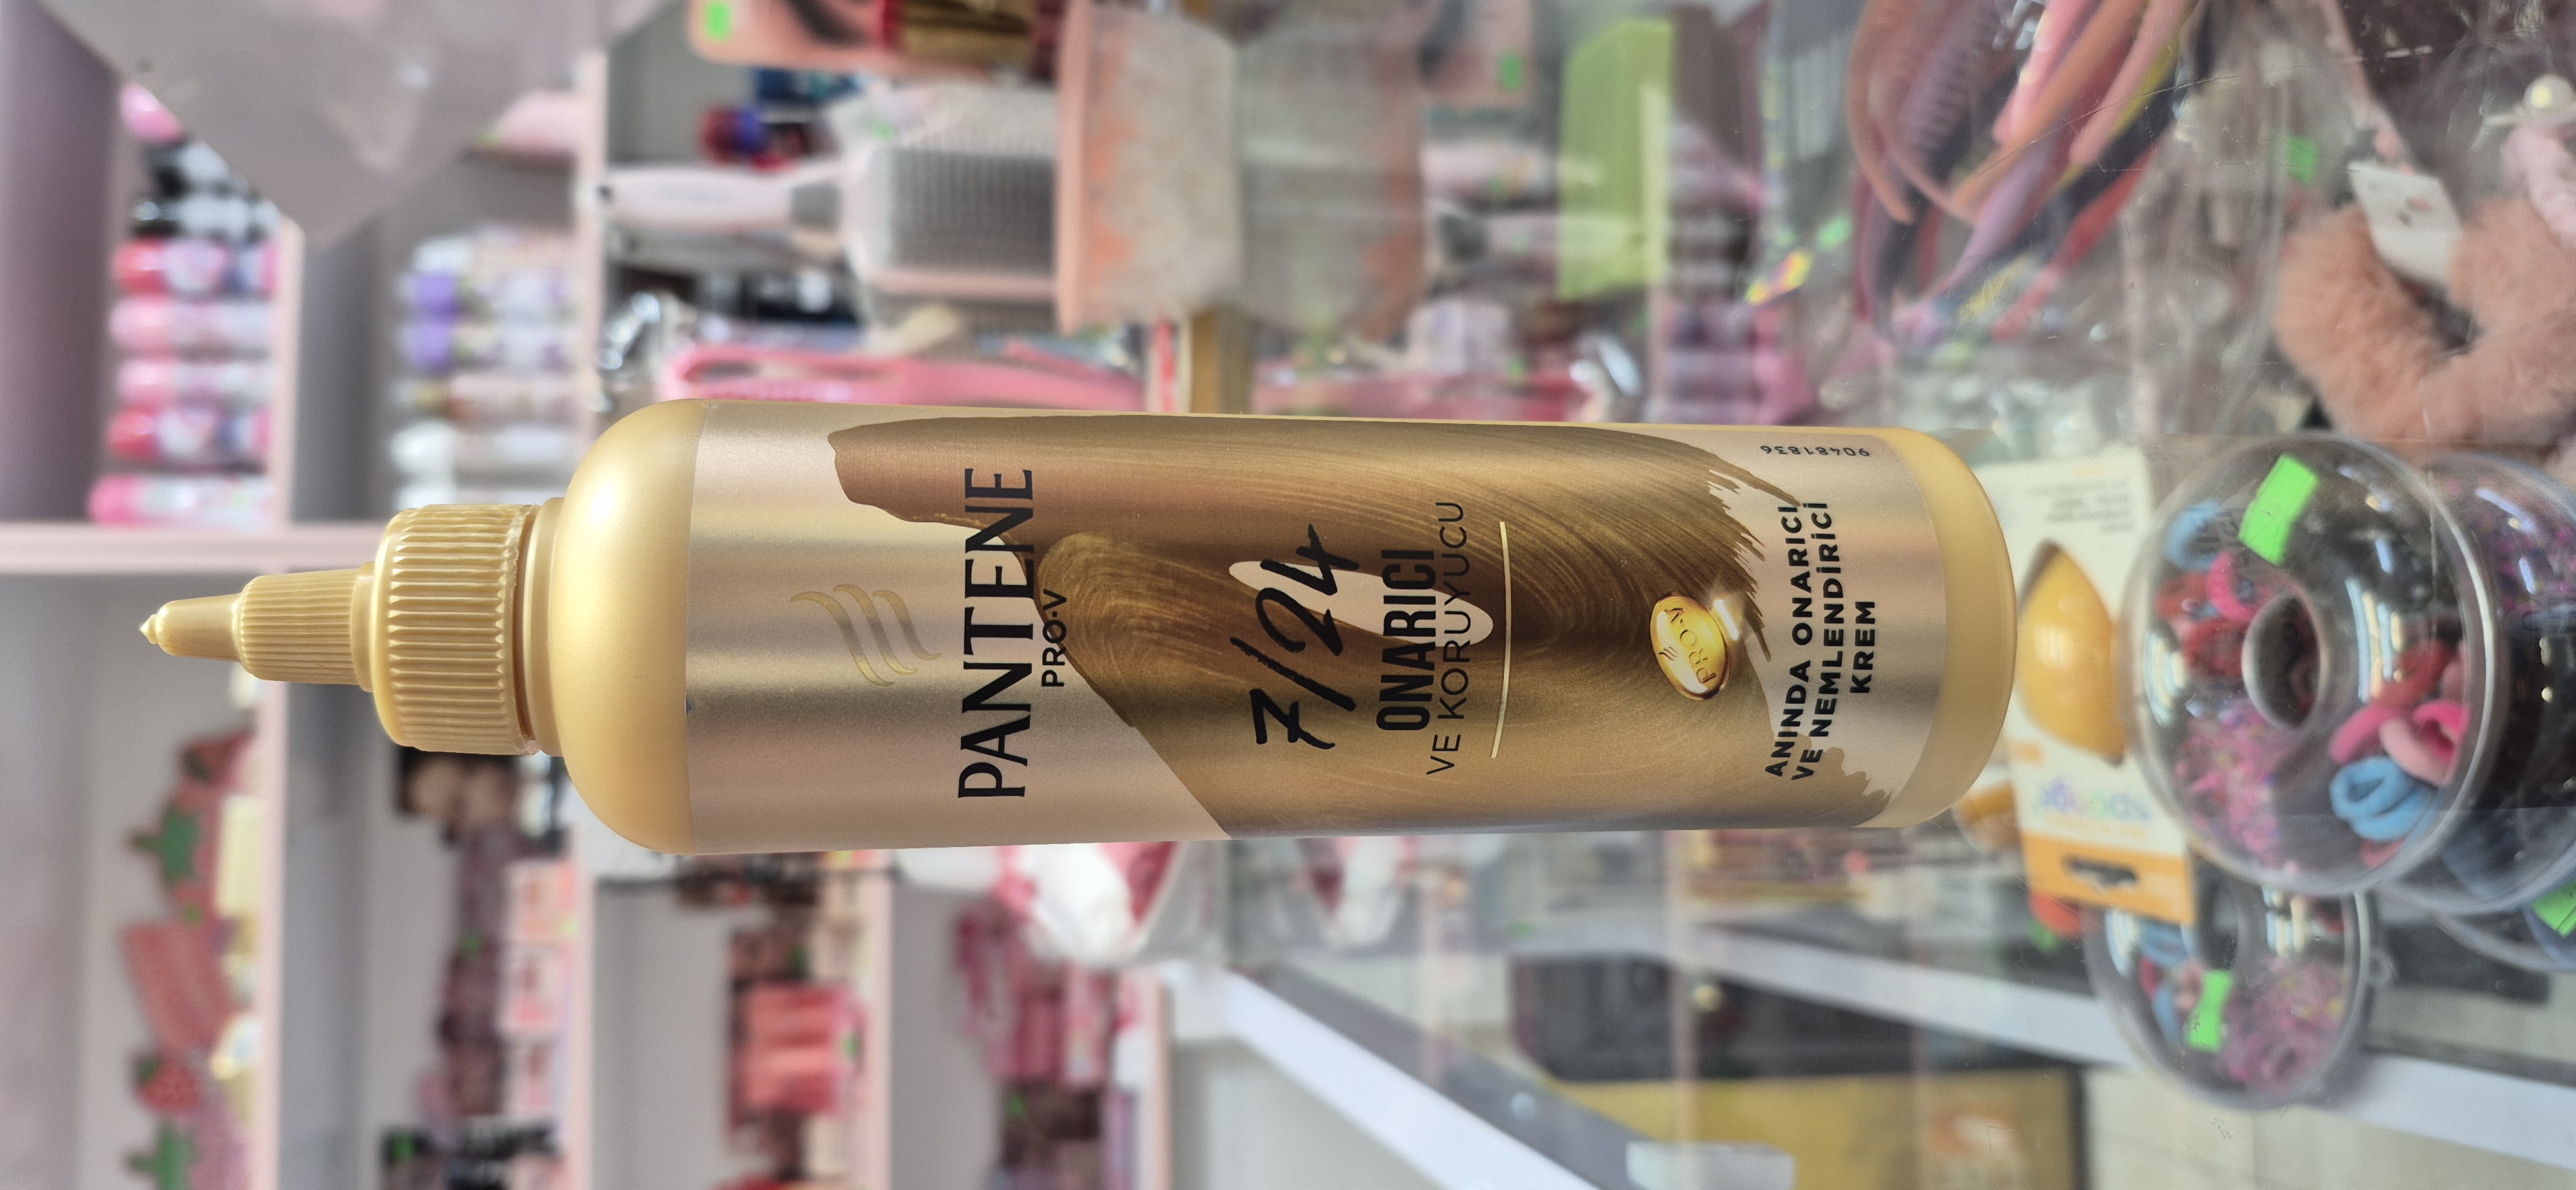 PANTENE
PRO-V
7/24
ONARICI
VE KORUYUCU
PRO-V
ANINDA ONARICI
VE NEMLENDİRİCİ
KREM
90481836